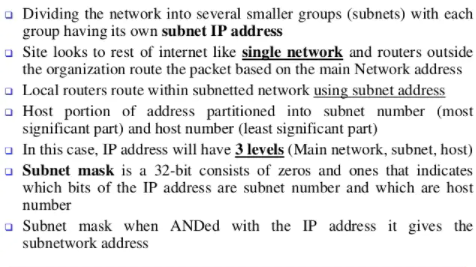 Dividing the network into several smaller groups (subnets) with each
group having its own subnet IP address
Site looks to rest of internet like single network and routers outside
the organization route the packet based on the main Network address
Local routers route within subnetted network using subnet address
Host portion of address partitioned into subnet number (most
significant part) and host number (least significant part)
In this case, IP address will have 3 levels (Main network, subnet, host)
Subnet mask is a 32-bit consists of zeros and ones that indicates
which bits of the IP address are subnet number and which are host
number
Subnet mask when ANDed with the IP address it gives the
subnetwork address